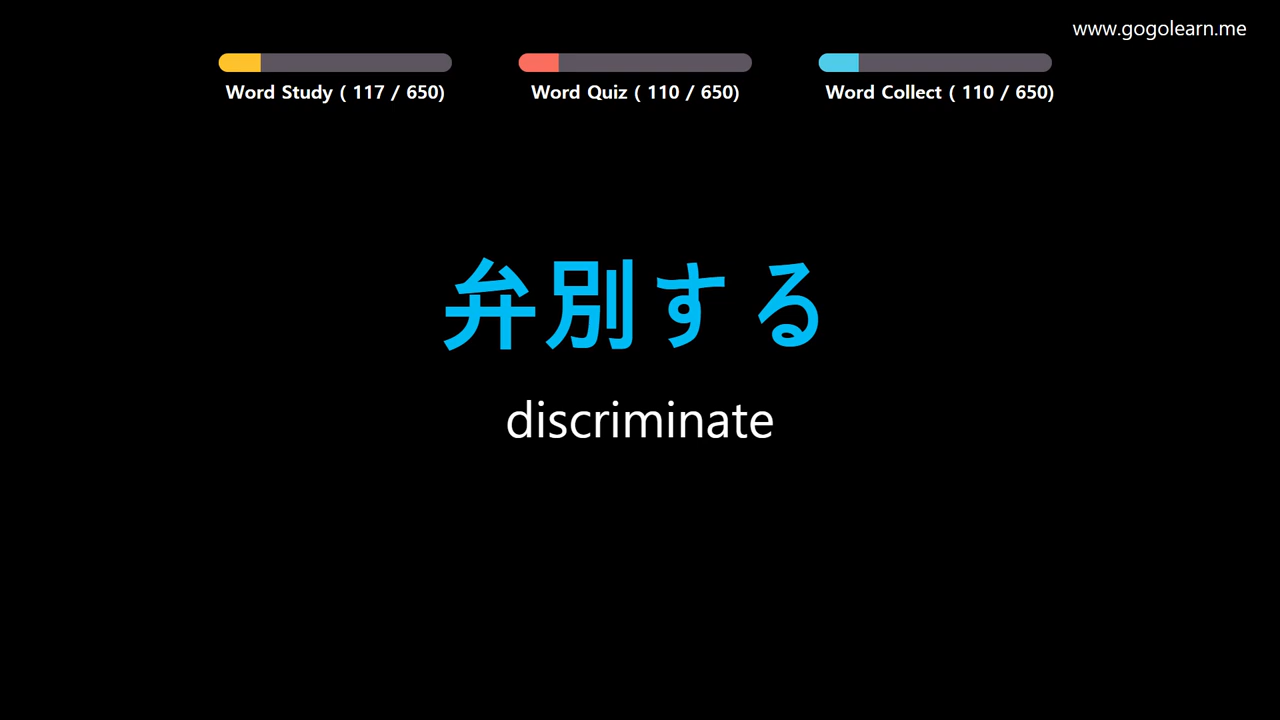 www.gogolearn.me
Word Study ( 117 / 650)
Word Quiz ( 110 / 650)
Word Collect ( 110 / 650)
弁別する
discriminate